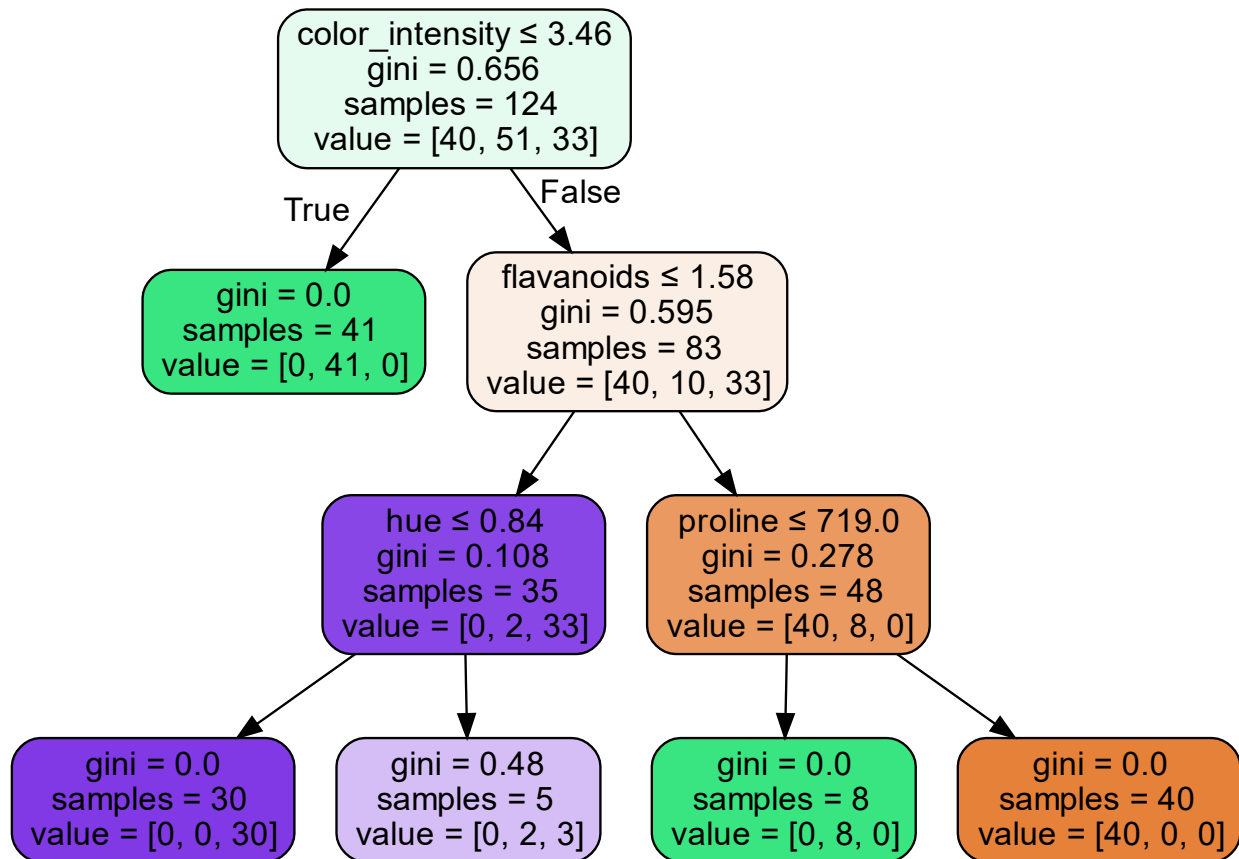 color_intensity ≤ 3.46
gini = 0.656
samples = 124
value = [40, 51, 33]
True
False
gini = 0.0
samples = 41
value = [0, 41, 0]
flavanoids ≤ 1.58
gini = 0.595
samples = 83
value = [40, 10, 33]
hue ≤ 0.84
gini = 0.108
samples = 35
value = [0, 2, 33]
proline ≤ 719.0
gini = 0.278
samples = 48
value = [40, 8, 0]
gini = 0.0
samples = 30
value = [0, 0, 30]
gini = 0.48
samples = 5
value = [0, 2, 3]
gini = 0.0
samples = 8
value = [0, 8, 0]
gini = 0.0
samples = 40
value = [40, 0, 0]